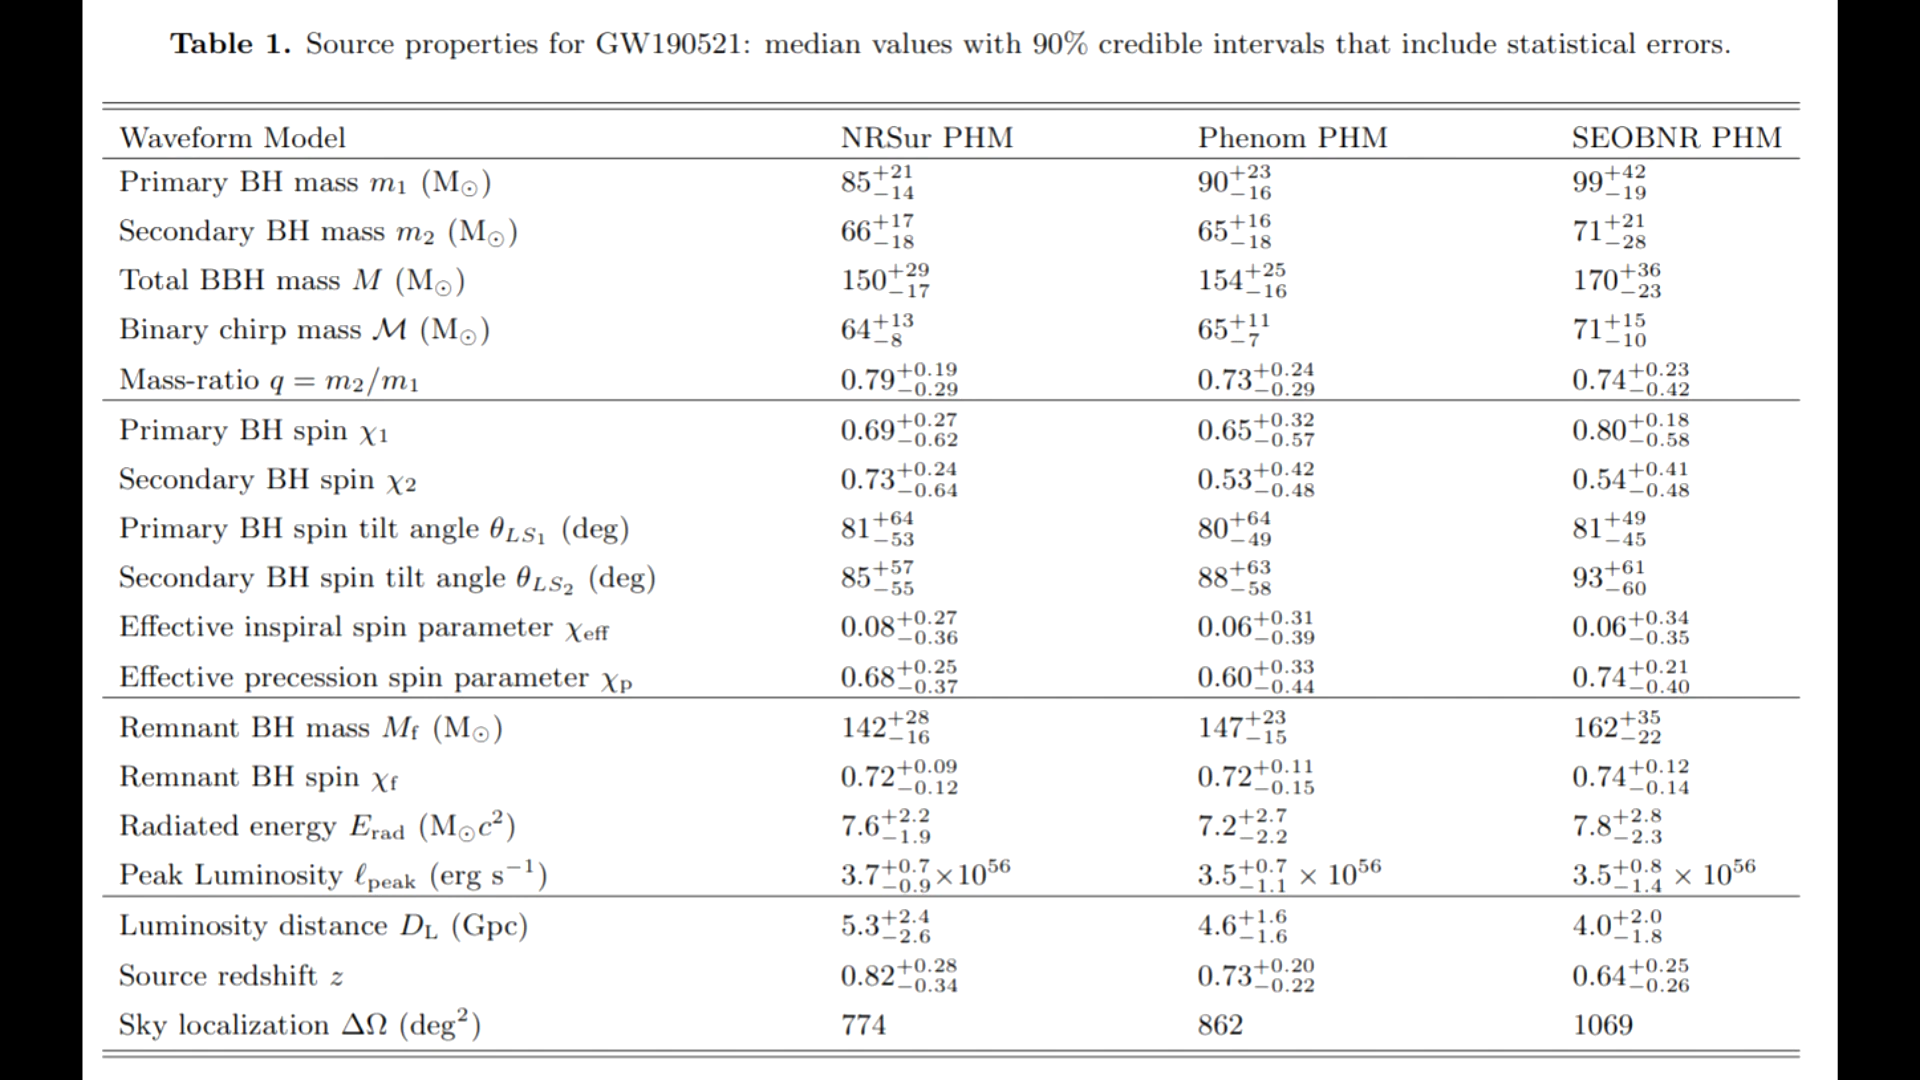 Table 1. Source properties for GW190521: median values with 90% credible intervals that include statistical errors.
Waveform Model NRSur PHM Phenom PHM SEOBNR PHM
Primary BH mass m₁ (M⊙) 85^{+21}_{−14} 90^{+23}_{−16} 99^{+42}_{−19}
Secondary BH mass m₂ (M⊙) 66^{+17}_{−18} 65^{+16}_{−18} 71^{+21}_{−28}
Total BBH mass M (M⊙) 150^{+29}_{−17} 154^{+25}_{−16} 170^{+36}_{−23}
Binary chirp mass ℳ (M⊙) 64^{+13}_{−8} 65^{+11}_{−7} 71^{+15}_{−10}
Mass-ratio q = m₂/m₁ 0.79^{+0.19}_{−0.29} 0.73^{+0.24}_{−0.29} 0.74^{+0.23}_{−0.42}
Primary BH spin χ₁ 0.69^{+0.27}_{−0.62} 0.65^{+0.32}_{−0.57} 0.80^{+0.18}_{−0.58}
Secondary BH spin χ₂ 0.73^{+0.24}_{−0.64} 0.53^{+0.42}_{−0.48} 0.54^{+0.41}_{−0.48}
Primary BH spin tilt angle θ_{LS₁} (deg) 81^{+64}_{−53} 80^{+64}_{−49} 81^{+49}_{−45}
Secondary BH spin tilt angle θ_{LS₂} (deg) 85^{+57}_{−55} 88^{+63}_{−58} 93^{+61}_{−60}
Effective inspiral spin parameter χ_{eff} 0.08^{+0.27}_{−0.36} 0.06^{+0.31}_{−0.39} 0.06^{+0.34}_{−0.35}
Effective precession spin parameter χ_p 0.68^{+0.25}_{−0.37} 0.60^{+0.33}_{−0.44} 0.74^{+0.21}_{−0.40}
Remnant BH mass M_f (M⊙) 142^{+28}_{−16} 147^{+23}_{−15} 162^{+35}_{−22}
Remnant BH spin χ_f 0.72^{+0.09}_{−0.12} 0.72^{+0.11}_{−0.15} 0.74^{+0.12}_{−0.14}
Radiated energy E_{rad} (M⊙c²) 7.6^{+2.2}_{−1.9} 7.2^{+2.7}_{−2.2} 7.8^{+2.8}_{−2.3}
Peak Luminosity ℓ_{peak} (erg s⁻¹) 3.7^{+0.7}_{−0.9}×10⁵⁶ 3.5^{+0.7}_{−1.1} × 10⁵⁶ 3.5^{+0.8}_{−1.4} × 10⁵⁶
Luminosity distance D_L (Gpc) 5.3^{+2.4}_{−2.6} 4.6^{+1.6}_{−1.6} 4.0^{+2.0}_{−1.8}
Source redshift z 0.82^{+0.28}_{−0.34} 0.73^{+0.20}_{−0.22} 0.64^{+0.25}_{−0.26}
Sky localization ΔΩ (deg²) 774 862 1069